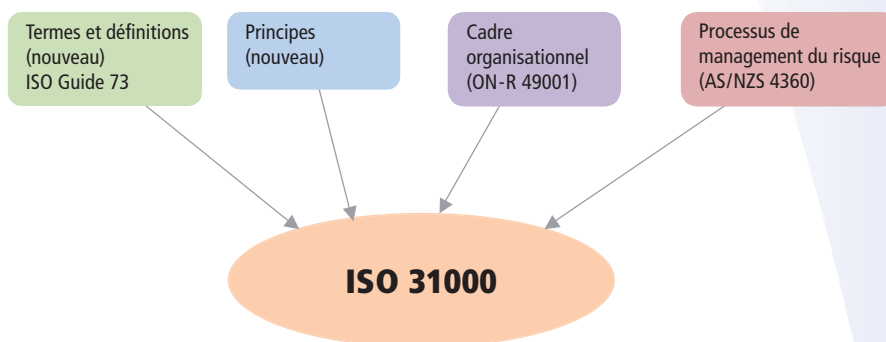 Termes et définitions
(nouveau)
ISO Guide 73
Principes
(nouveau)
Cadre
organisationnel
(ON-R 49001)
Processus de
management du risque
(AS/NZS 4360)
ISO 31000